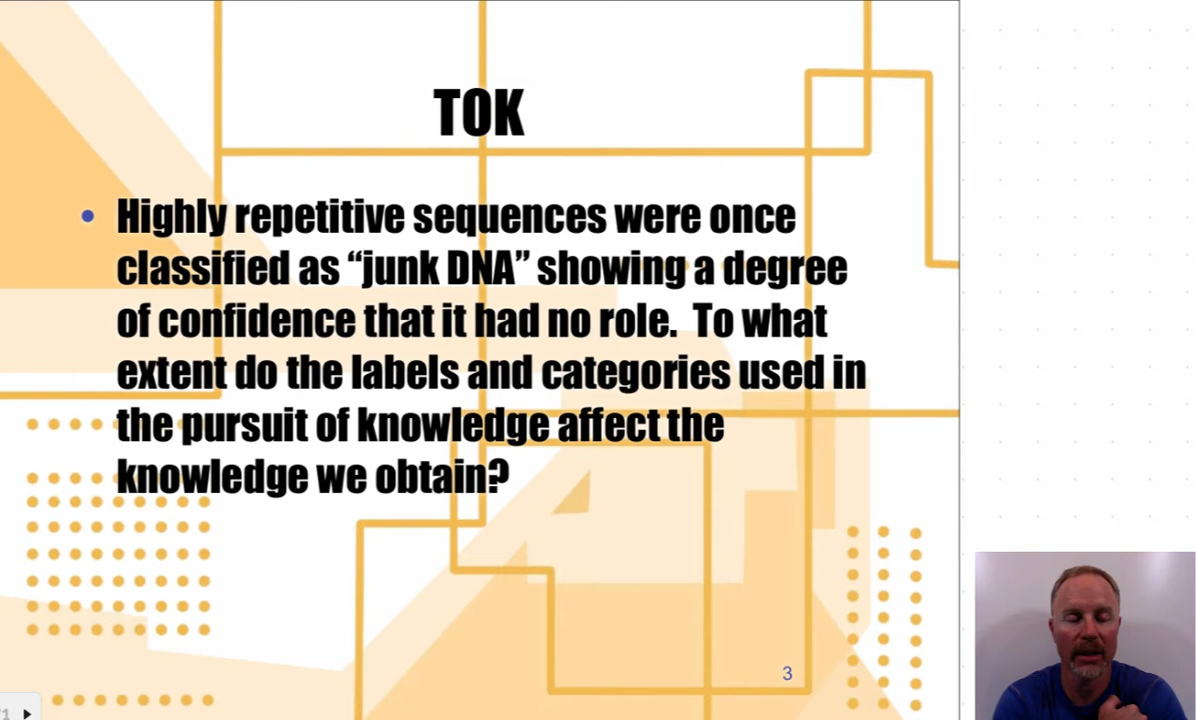 TOK
• Highly repetitive sequences were once
classified as “junk DNA” showing a degree
of confidence that it had no role.  To what
extent do the labels and categories used in
the pursuit of knowledge affect the
knowledge we obtain?
3